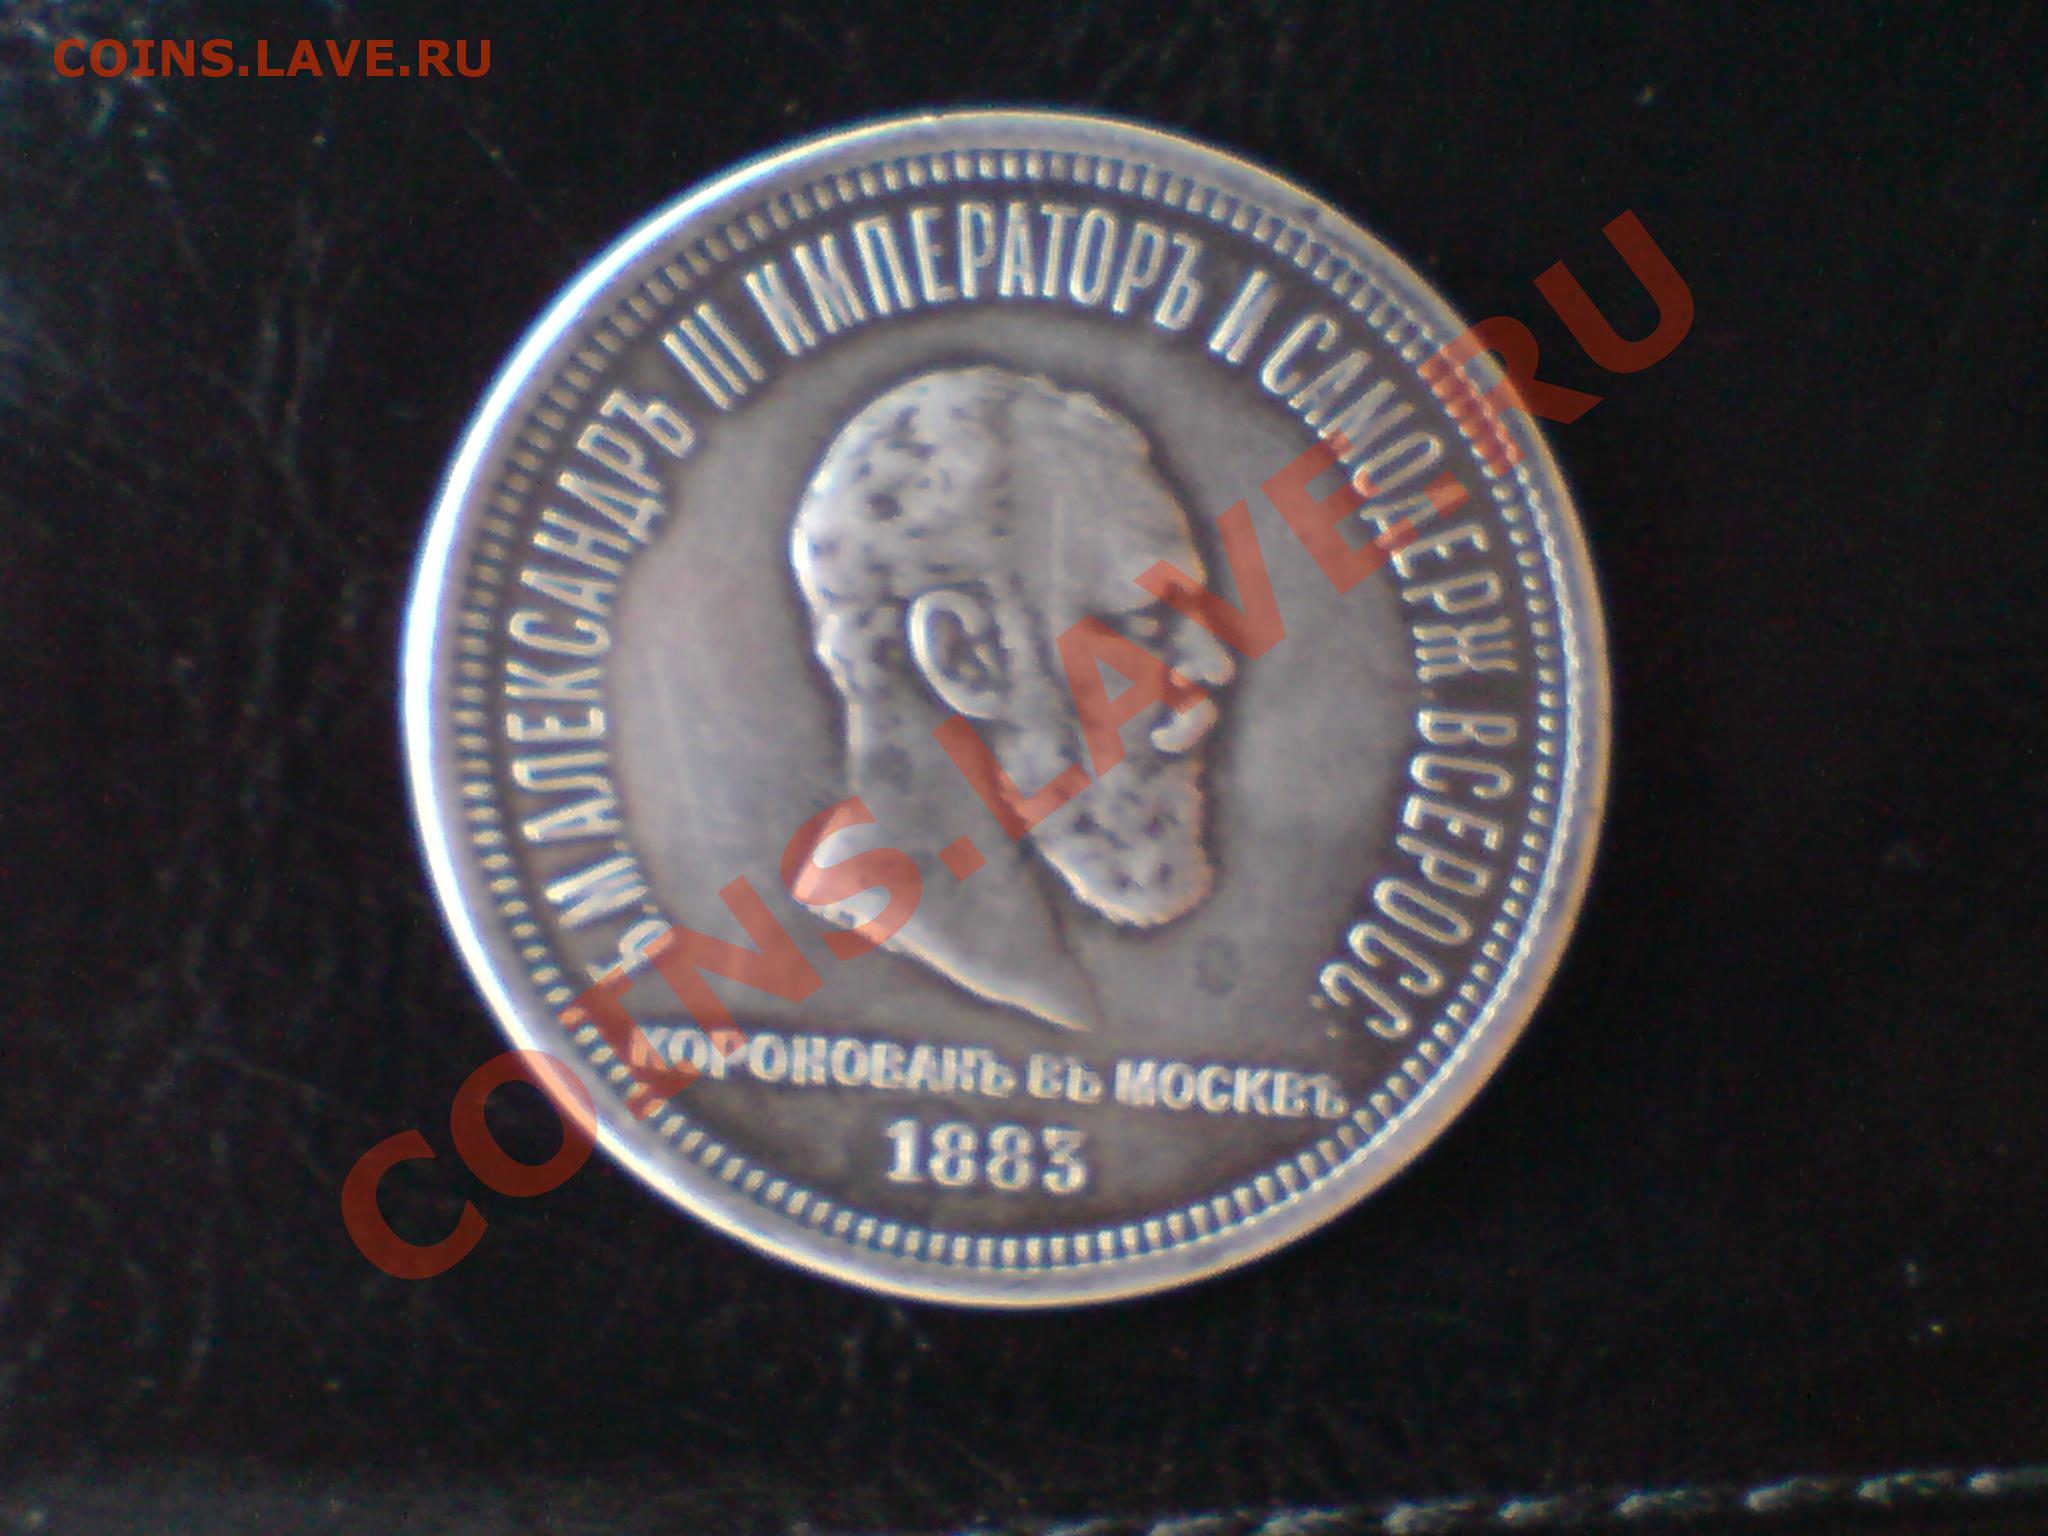 COINS.LAVE.RU
Б. М. АЛЕКСАНДРЪ III ИМПЕРАТОРЪ И САМОДЕРЖ. ВСЕРОСС.
КОРОНОВАНЪ ВЪ МОСКВѢ
1883
COINS.LAVE.RU